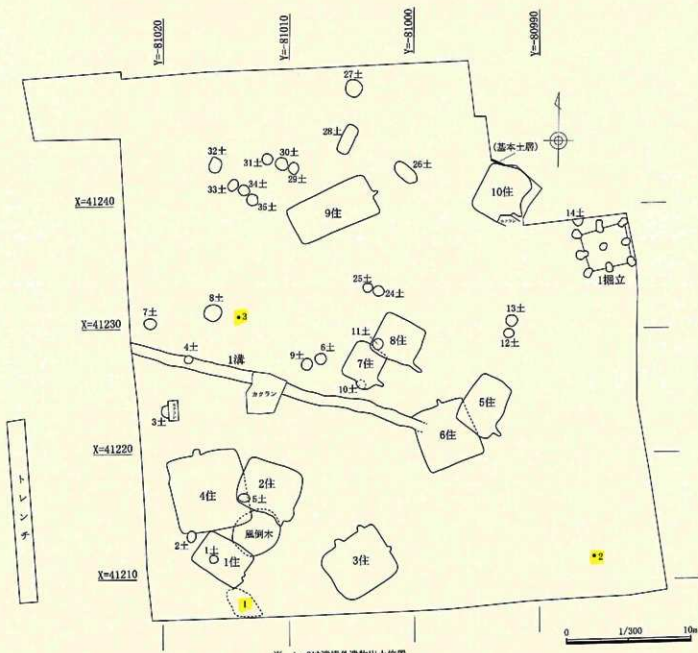 Y=-81020
Y=-81010
Y=-81000
Y=-80990
27土
28土
32土
31土
30土
29土
33土
34土
35土
26土
(基本土層)
10住
X=41240
9住
14土
1掘立
25土
24土
7土
8土
3
13土
12土
X=41230
4土
1溝
9土
6土
11土
8住
7住
10土
カクラン
3土
5住
6住
X=41220
トレンチ
4住
2住
5土
風倒木
2土
1土
1住
3住
2
X=41210
1
0
1/300
10m